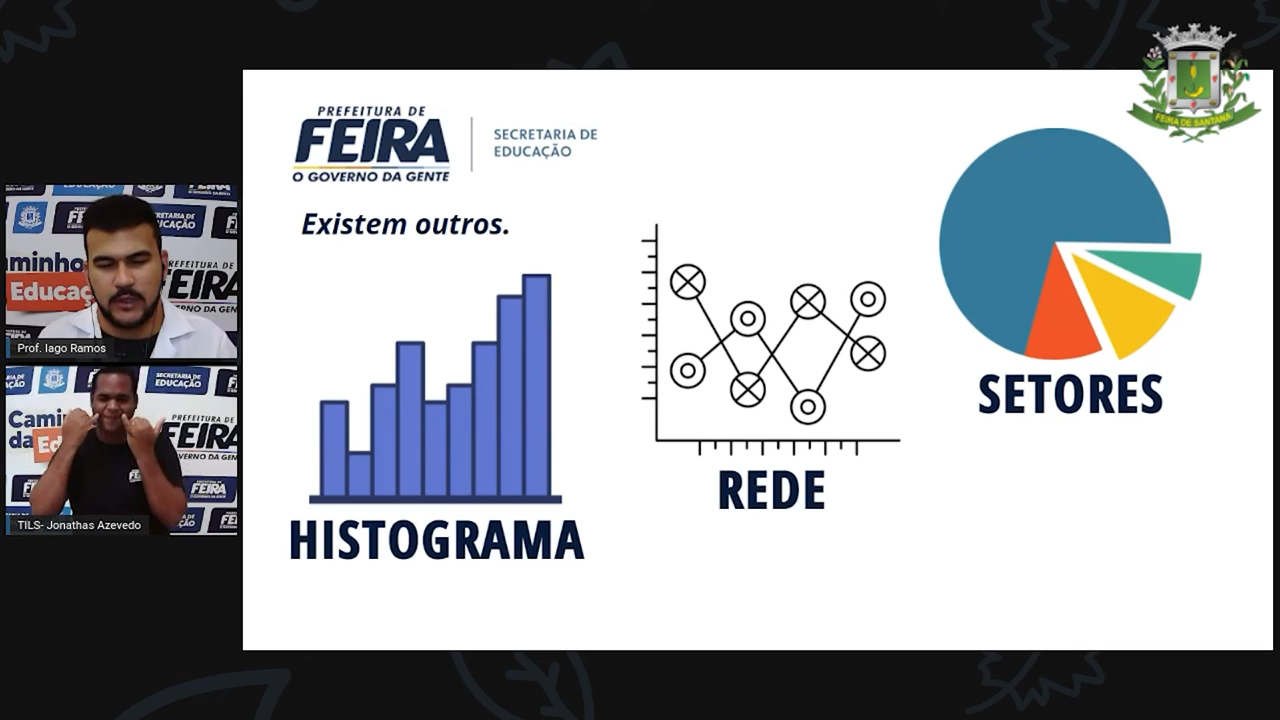 PREFEITURA DE
FEIRA
O GOVERNO DA GENTE
SECRETARIA DE
EDUCAÇÃO
FEIRA DE SANTANA
Existem outros.
HISTOGRAMA
REDE
SETORES
Prof. Iago Ramos
TILS- Jonathas Azevedo